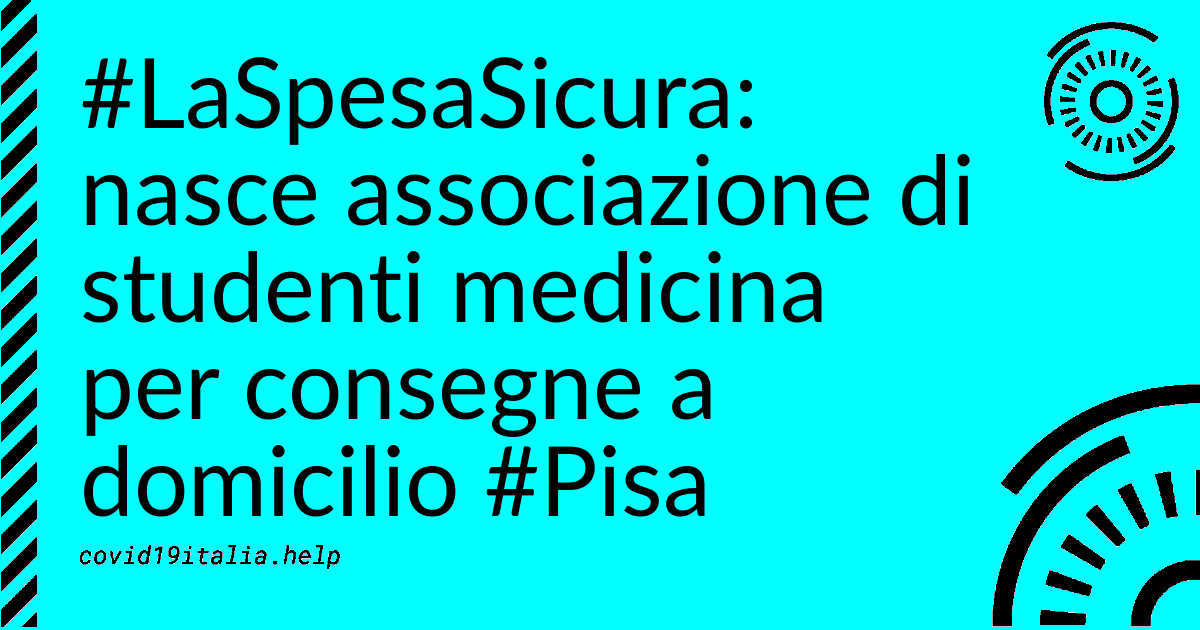 #LaSpesaSicura:
nasce associazione di
studenti medicina
per consegne a
domicilio #Pisa
covid19italia.help